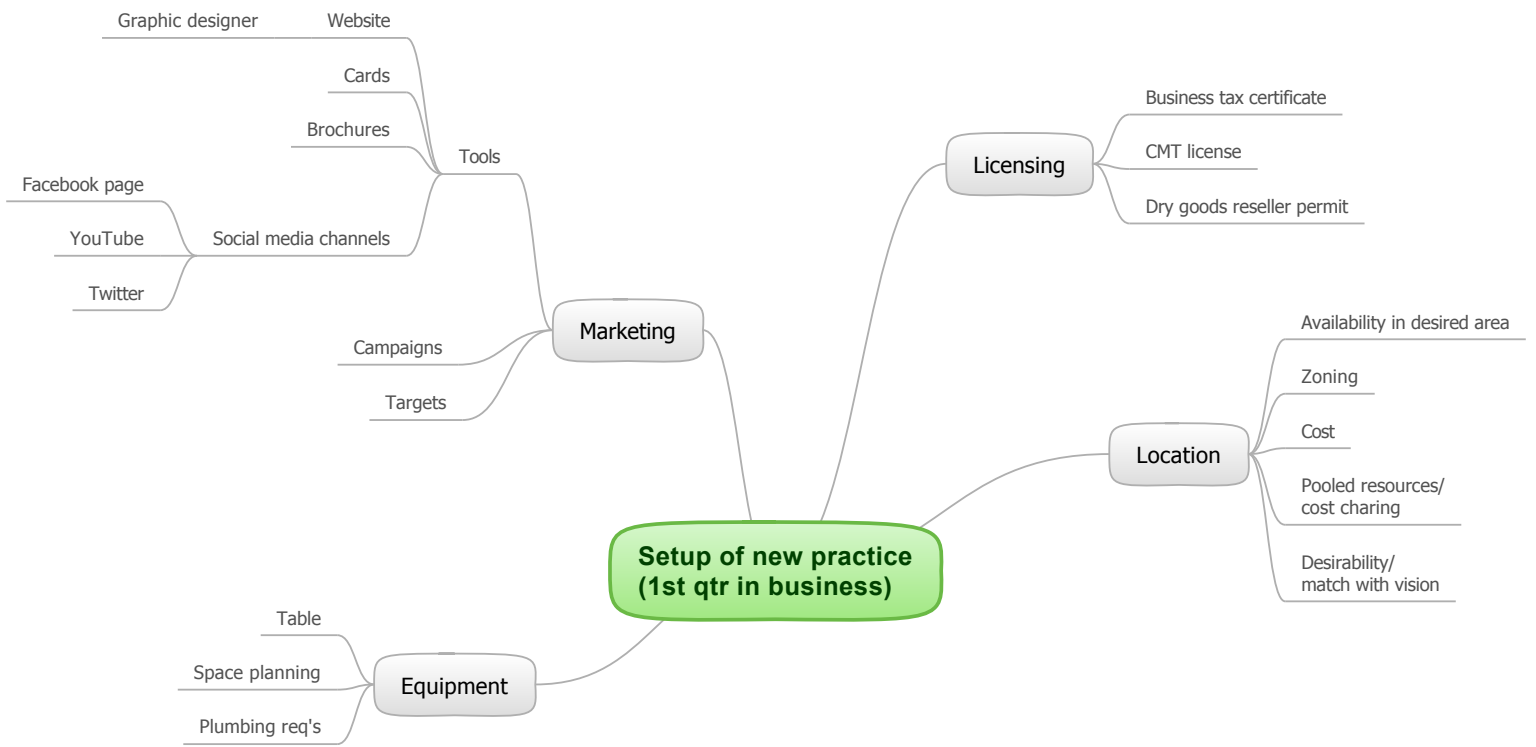 Graphic designer
Website
Cards
Brochures
Tools
Facebook page
YouTube
Social media channels
Twitter
Marketing
Campaigns
Targets
Licensing
Business tax certificate
CMT license
Dry goods reseller permit
Location
Availability in desired area
Zoning
Cost
Pooled resources/
cost charing
Desirability/
match with vision
Setup of new practice
(1st qtr in business)
Table
Space planning
Equipment
Plumbing req's